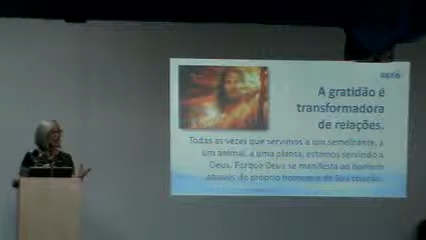 A gratidão é
transformadora
de relações.
Todas as vezes que servimos a um semelhante, a
um animal, a uma planta, estamos servindo a
Deus. Porque Deus se manifesta ao homem
através do próprio homem e de Sua criação.